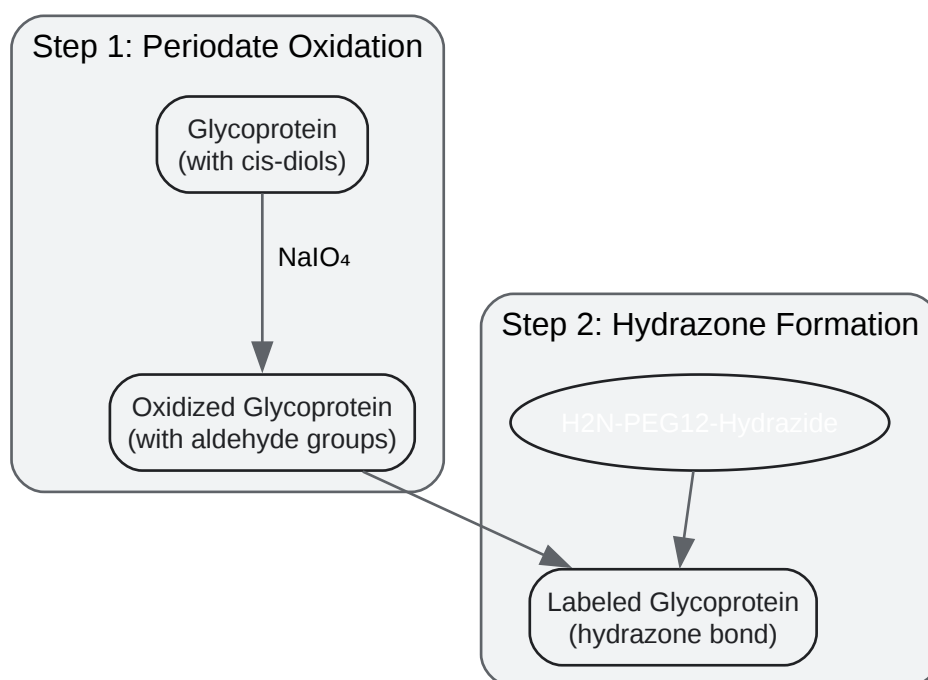 Step 1: Periodate Oxidation
Glycoprotein
(with cis-diols)
NaIO₄
Oxidized Glycoprotein
(with aldehyde groups)
Step 2: Hydrazone Formation
H2N-PEG12-Hydrazide
Labeled Glycoprotein
(hydrazone bond)